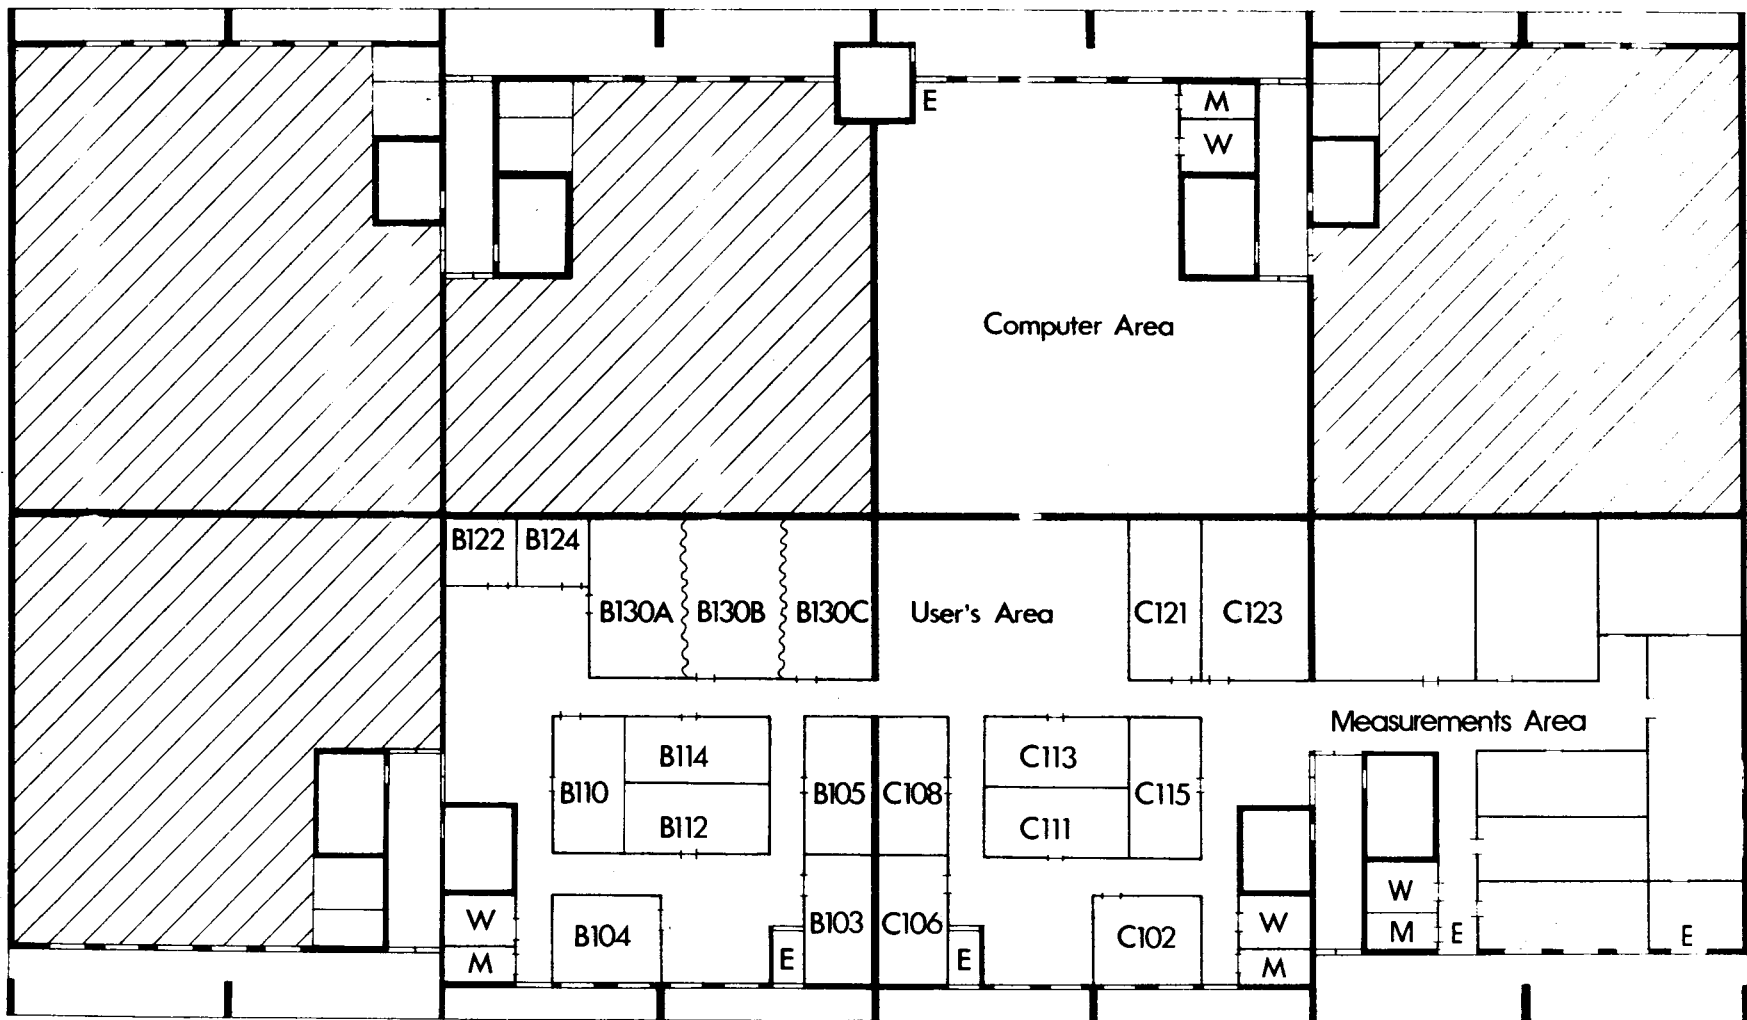 E
M
W
Computer Area
B122
B124
B130A
B130B
B130C
User's Area
C121
C123
Measurements Area
B110
B114
B112
B105
C108
C113
C111
C115
W
M
B104
E
B103
C106
E
C102
W
M
W
M
E
E